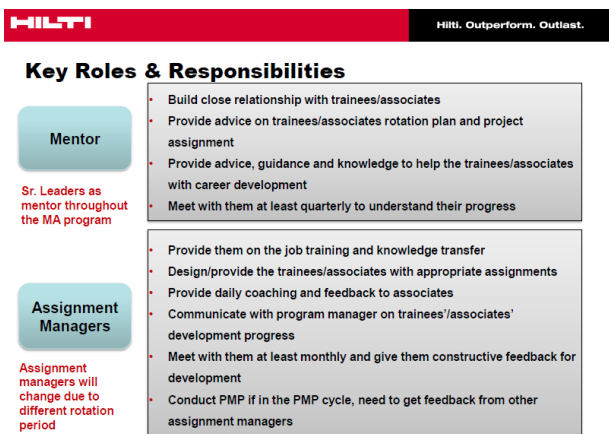 HILTI
Hilti. Outperform. Outlast.
Key Roles & Responsibilities
Mentor
Sr. Leaders as
mentor throughout
the MA program
• Build close relationship with trainees/associates
• Provide advice on trainees/associates rotation plan and project
assignment
• Provide advice, guidance and knowledge to help the trainees/associates
with career development
• Meet with them at least quarterly to understand their progress
Assignment
Managers
Assignment
managers will
change due to
different rotation
period
• Provide them on the job training and knowledge transfer
• Design/provide the trainees/associates with appropriate assignments
• Provide daily coaching and feedback to associates
• Communicate with program manager on trainees'/associates'
development progress
• Meet with them at least monthly and give them constructive feedback for
development
• Conduct PMP if in the PMP cycle, need to get feedback from other
assignment managers